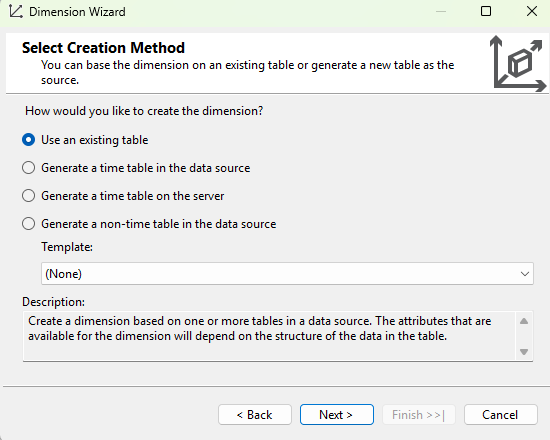 Dimension Wizard
Select Creation Method
You can base the dimension on an existing table or generate a new table as the
source.
How would you like to create the dimension?
Use an existing table
Generate a time table in the data source
Generate a time table on the server
Generate a non-time table in the data source
Template:
(None)
Description:
Create a dimension based on one or more tables in a data source. The attributes that are
available for the dimension will depend on the structure of the data in the table.
< Back
Next >
Finish >>|
Cancel